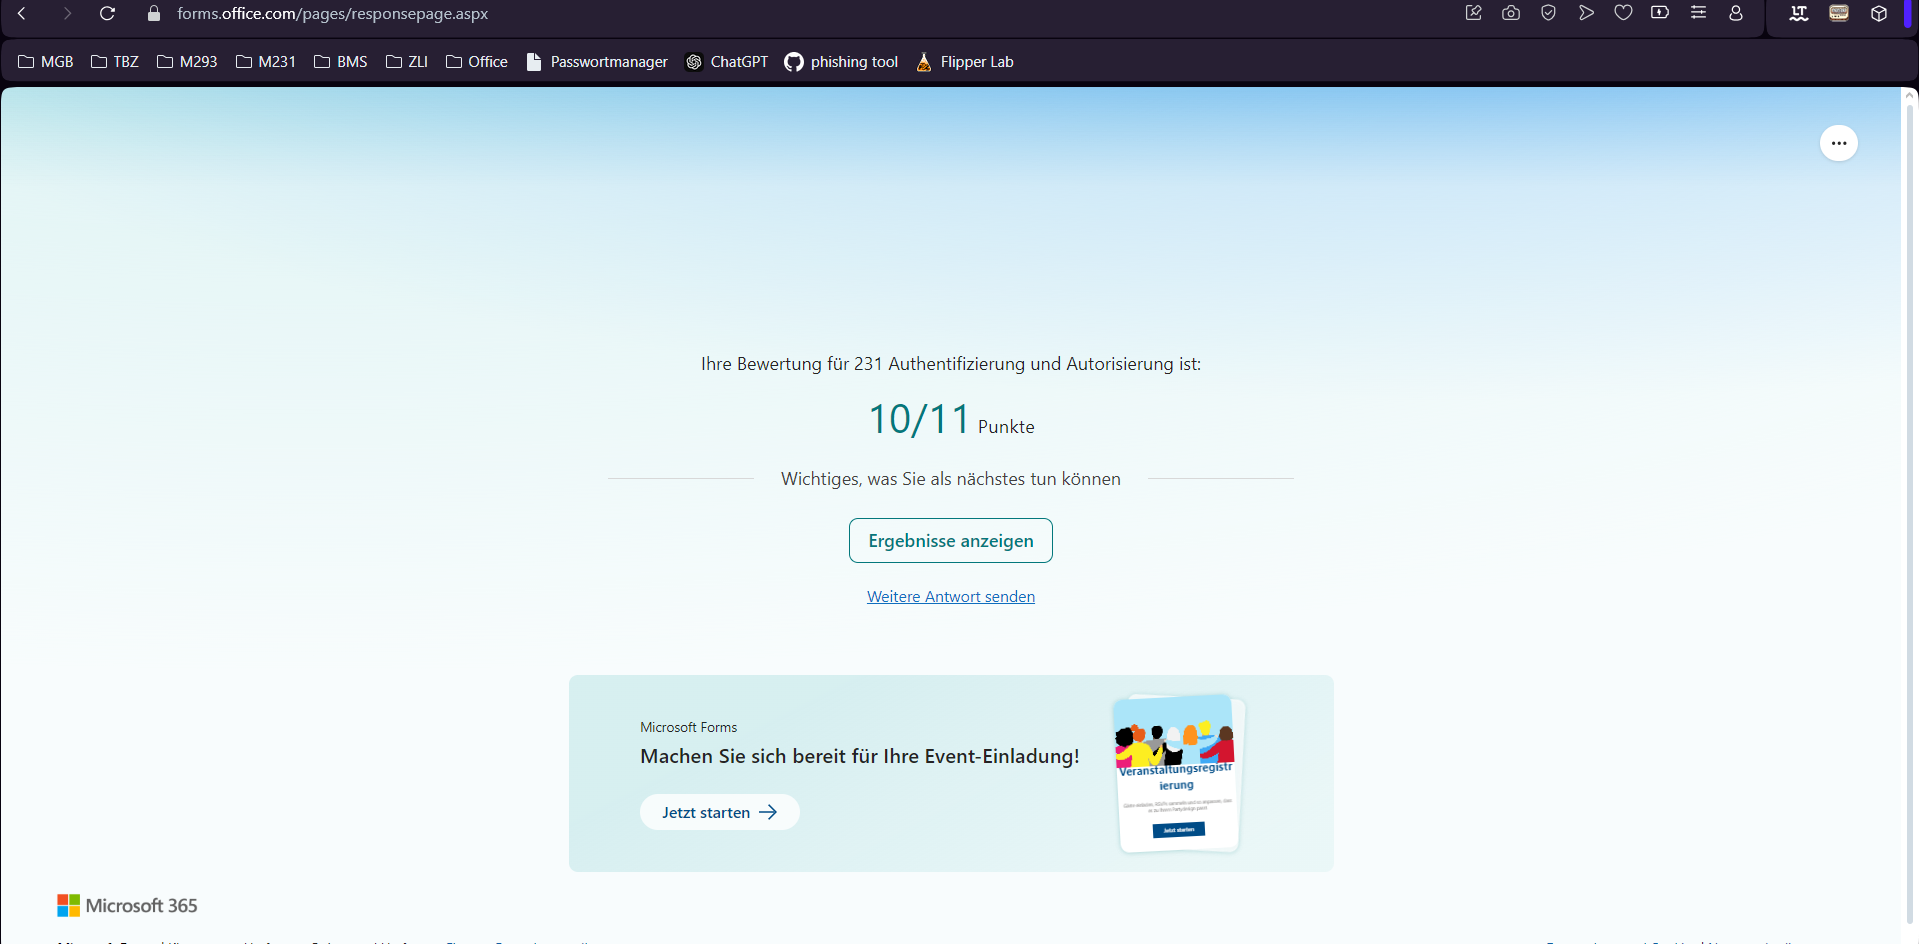 forms.office.com/pages/responsepage.aspx
MGB TBZ M293 M231 BMS ZLI Office Passwortmanager ChatGPT phishing tool Flipper Lab
Ihre Bewertung für 231 Authentifizierung und Autorisierung ist:
10/11 Punkte
Wichtiges, was Sie als nächstes tun können
Ergebnisse anzeigen
Weitere Antwort senden
Microsoft Forms
Machen Sie sich bereit für Ihre Event-Einladung!
Jetzt starten
Veranstaltungsregistr
ierung
Jetzt starten
Microsoft 365